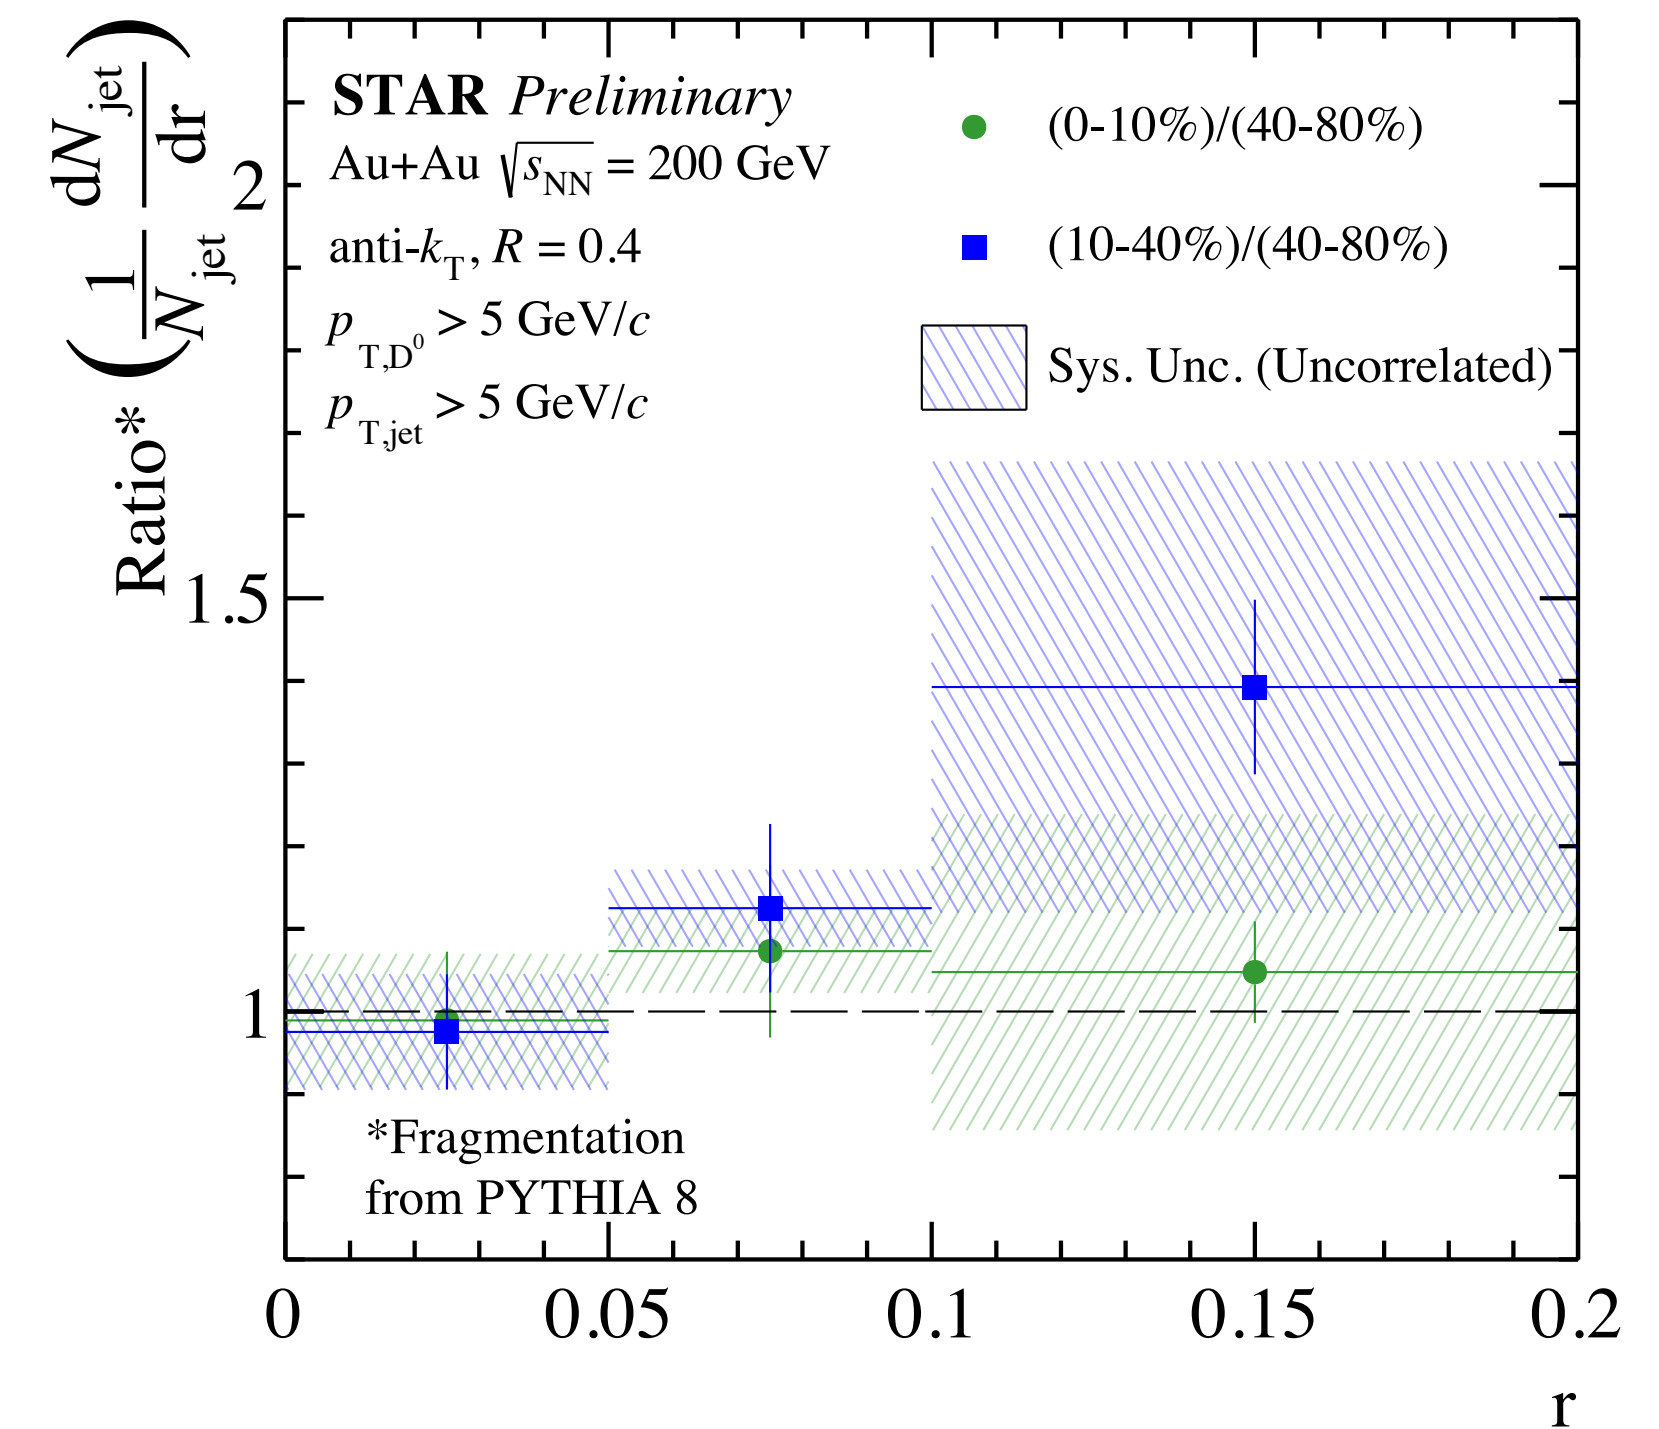 Ratio* ( 1/N_jet dN_jet/dr )
STAR Preliminary
Au+Au √s_NN = 200 GeV
anti-k_T, R = 0.4
p_T,D⁰ > 5 GeV/c
p_T,jet > 5 GeV/c
(0-10%)/(40-80%)
(10-40%)/(40-80%)
Sys. Unc. (Uncorrelated)
2
1.5
1
*Fragmentation
from PYTHIA 8
0 0.05 0.1 0.15 0.2
r